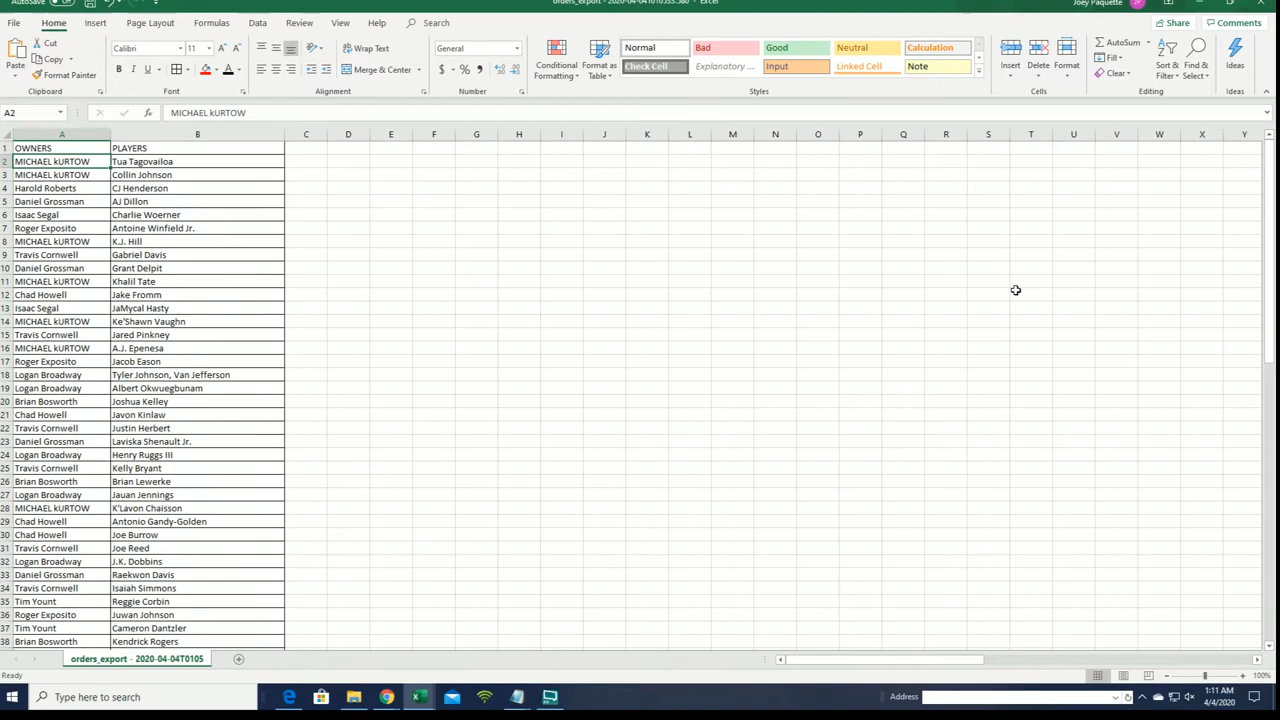 AutoSave Off orders_export - 2020-04-04T010353.580 - Excel Joey Paquette JP
File Home Insert Page Layout Formulas Data Review View Help Search Share Comments
Cut Calibri 11 Wrap Text General Normal Bad Good Neutral Calculation AutoSum
Copy Fill
Paste Format Painter Merge & Center Conditional Formatting Format as Table Check Cell Explanatory ... Input Linked Cell Note Insert Delete Format Clear Sort & Filter Find & Select Ideas
Clipboard Font Alignment Number Styles Cells Editing Ideas
A2 MICHAEL kURTOW
A B C D E F G H I J K L M N O P Q R S T U V W X Y
1 OWNERS PLAYERS
2 MICHAEL kURTOW Tua Tagovailoa
3 MICHAEL kURTOW Collin Johnson
4 Harold Roberts CJ Henderson
5 Daniel Grossman AJ Dillon
6 Isaac Segal Charlie Woerner
7 Roger Exposito Antoine Winfield Jr.
8 MICHAEL kURTOW K.J. Hill
9 Travis Cornwell Gabriel Davis
10 Daniel Grossman Grant Delpit
11 MICHAEL kURTOW Khalil Tate
12 Chad Howell Jake Fromm
13 Isaac Segal JaMycal Hasty
14 MICHAEL kURTOW Ke'Shawn Vaughn
15 Travis Cornwell Jared Pinkney
16 MICHAEL kURTOW A.J. Epenesa
17 Roger Exposito Jacob Eason
18 Logan Broadway Tyler Johnson, Van Jefferson
19 Logan Broadway Albert Okwuegbunam
20 Brian Bosworth Joshua Kelley
21 Chad Howell Javon Kinlaw
22 Travis Cornwell Justin Herbert
23 Daniel Grossman Laviska Shenault Jr.
24 Logan Broadway Henry Ruggs III
25 Travis Cornwell Kelly Bryant
26 Brian Bosworth Brian Lewerke
27 Logan Broadway Jauan Jennings
28 MICHAEL kURTOW K'Lavon Chaisson
29 Chad Howell Antonio Gandy-Golden
30 Chad Howell Joe Burrow
31 Travis Cornwell Joe Reed
32 Logan Broadway J.K. Dobbins
33 Daniel Grossman Raekwon Davis
34 Travis Cornwell Isaiah Simmons
35 Tim Yount Reggie Corbin
36 Roger Exposito Juwan Johnson
37 Tim Yount Cameron Dantzler
38 Brian Bosworth Kendrick Rogers
orders_export - 2020-04-04T0105
Ready 100%
Type here to search Address 1:11 AM
4/4/2020